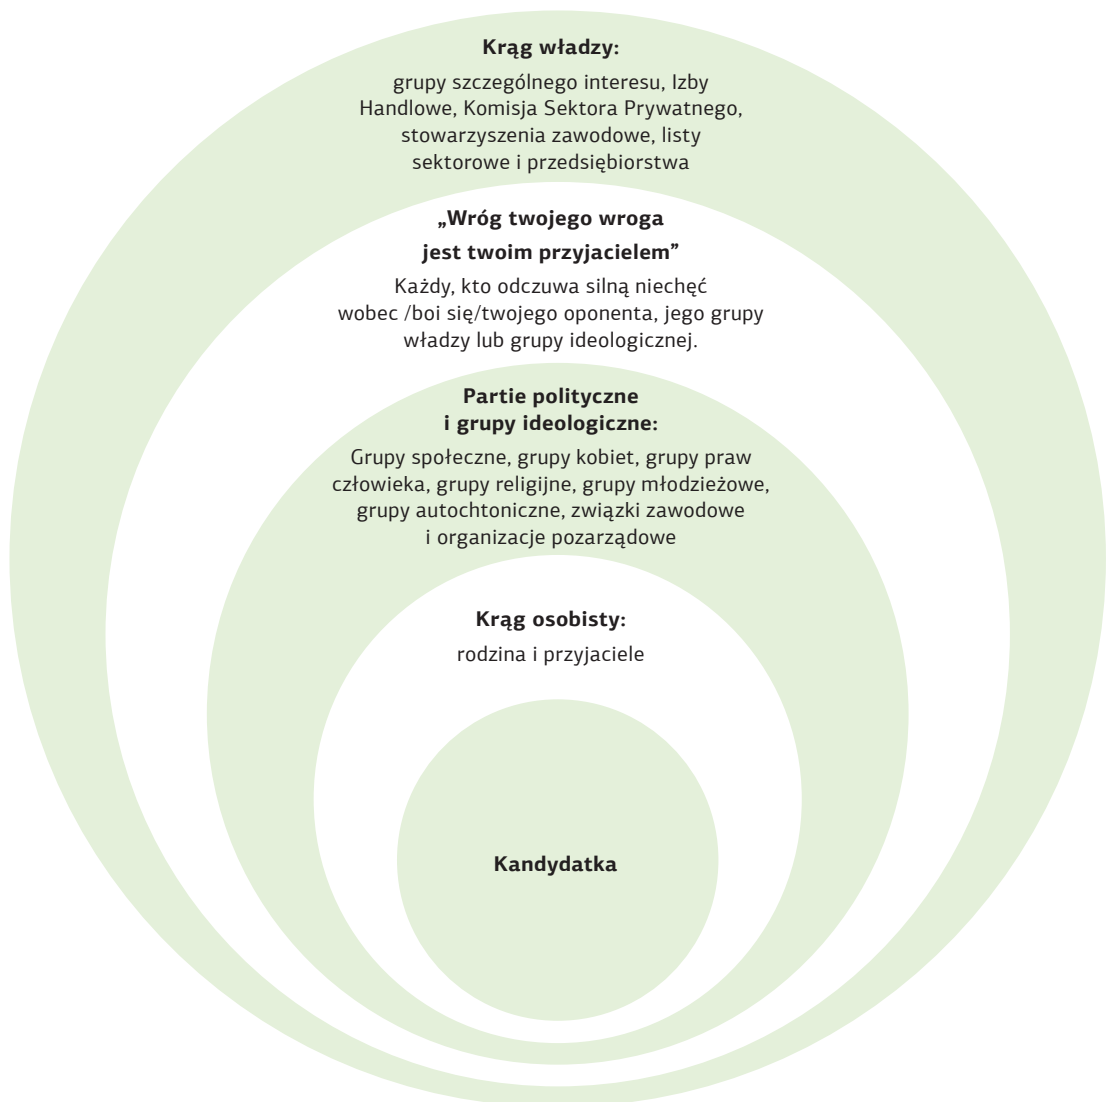 Krąg władzy:
grupy szczególnego interesu, Izby
Handlowe, Komisja Sektora Prywatnego,
stowarzyszenia zawodowe, listy
sektorowe i przedsiębiorstwa
„Wróg twojego wroga
jest twoim przyjacielem”
Każdy, kto odczuwa silną niechęć
wobec /boi się/twojego oponenta, jego grupy
władzy lub grupy ideologicznej.
Partie polityczne
i grupy ideologiczne:
Grupy społeczne, grupy kobiet, grupy praw
człowieka, grupy religijne, grupy młodzieżowe,
grupy autochtoniczne, związki zawodowe
i organizacje pozarządowe
Krąg osobisty:
rodzina i przyjaciele
Kandydatka